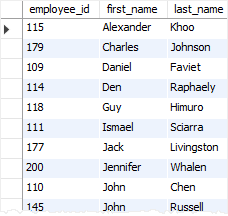 employee_id first_name last_name
115 Alexander Khoo
179 Charles Johnson
109 Daniel Faviet
114 Den Raphaely
118 Guy Himuro
111 Ismael Sciarra
177 Jack Livingston
200 Jennifer Whalen
110 John Chen
145 John Russell